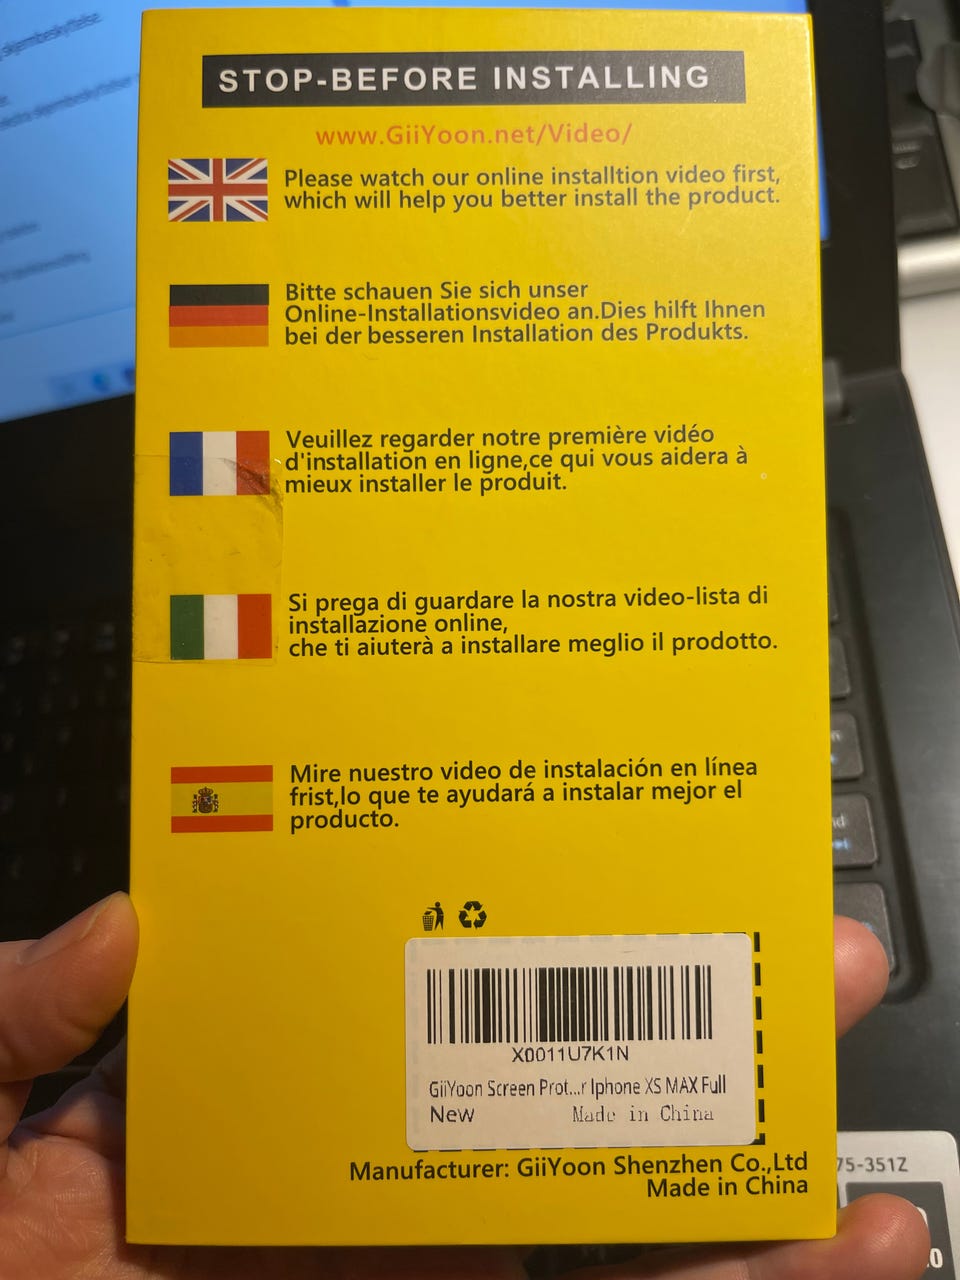 STOP-BEFORE INSTALLING
www.GiiYoon.net/Video/
Please watch our online installtion video first,
which will help you better install the product.
Bitte schauen Sie sich unser
Online-Installationsvideo an.Dies hilft Ihnen
bei der besseren Installation des Produkts.
Veuillez regarder notre première vidéo
d'installation en ligne,ce qui vous aidera à
mieux installer le produit.
Si prega di guardare la nostra video-lista di
installazione online,
che ti aiuterà a installare meglio il prodotto.
Mire nuestro video de instalación en línea
frist,lo que te ayudará a instalar mejor el
producto.
X0011U7K1N
GiiYoon Screen Prot...r Iphone XS MAX Full
New Made in China
Manufacturer: GiiYoon Shenzhen Co.,Ltd
Made in China
75-351Z